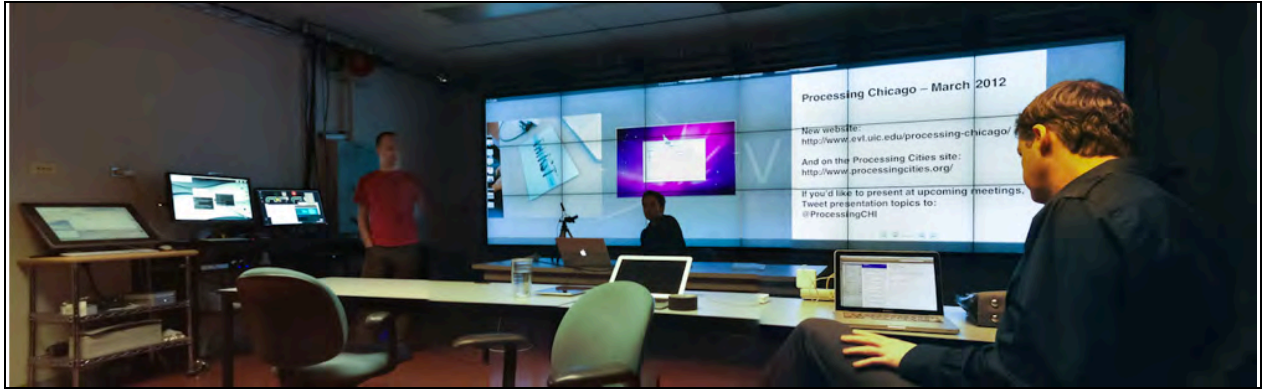 Processing Chicago – March 2012
New website:
http://www.evl.uic.edu/processing-chicago/
And on the Processing Cities site:
http://www.processingcities.org/
If you'd like to present at upcoming meetings,
Tweet presentation topics to:
@ProcessingCHI